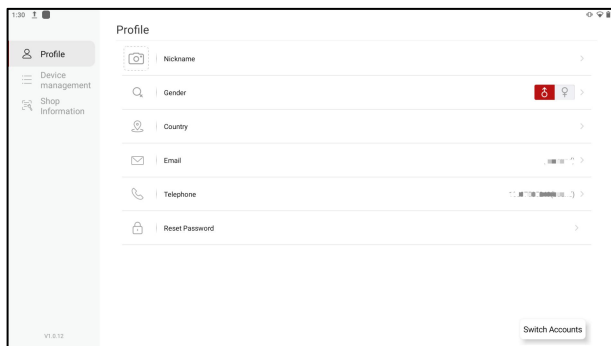 1:30
Profile
Profile
Device
management
Shop
Information
Nickname
Gender
Country
Email
Telephone
Reset Password
Switch Accounts
V1.0.12